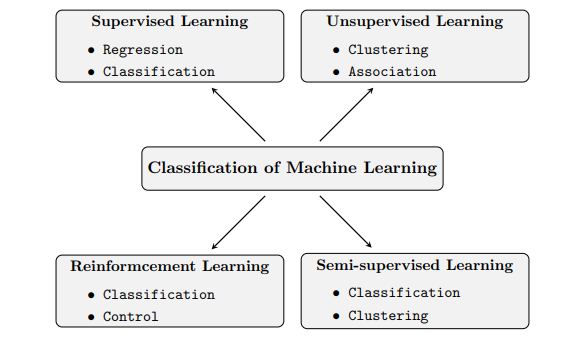 Supervised Learning
• Regression
• Classification
Unsupervised Learning
• Clustering
• Association
Classification of Machine Learning
Reinformcement Learning
• Classification
• Control
Semi-supervised Learning
• Classification
• Clustering